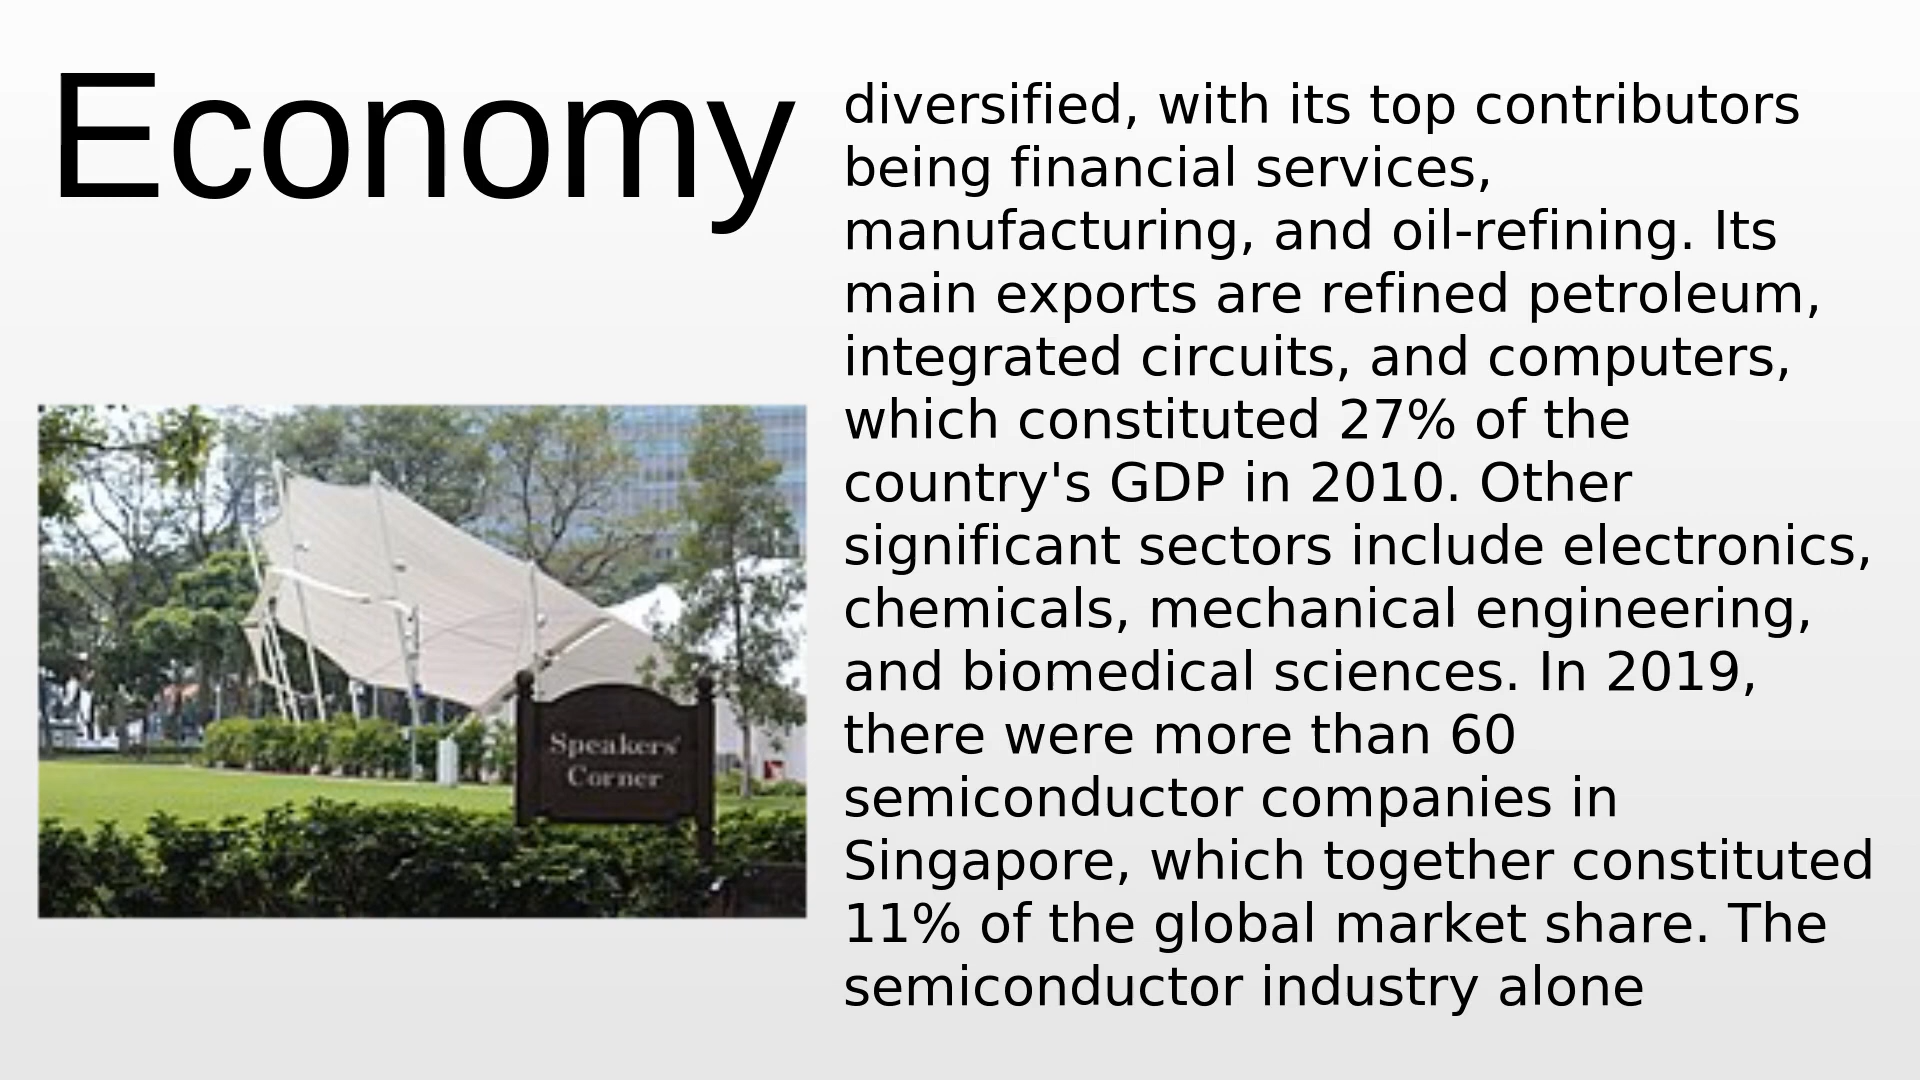 Economy
diversified, with its top contributors
being financial services,
manufacturing, and oil-refining. Its
main exports are refined petroleum,
integrated circuits, and computers,
which constituted 27% of the
country's GDP in 2010. Other
significant sectors include electronics,
chemicals, mechanical engineering,
and biomedical sciences. In 2019,
there were more than 60
semiconductor companies in
Singapore, which together constituted
11% of the global market share. The
semiconductor industry alone
Speakers'
Corner